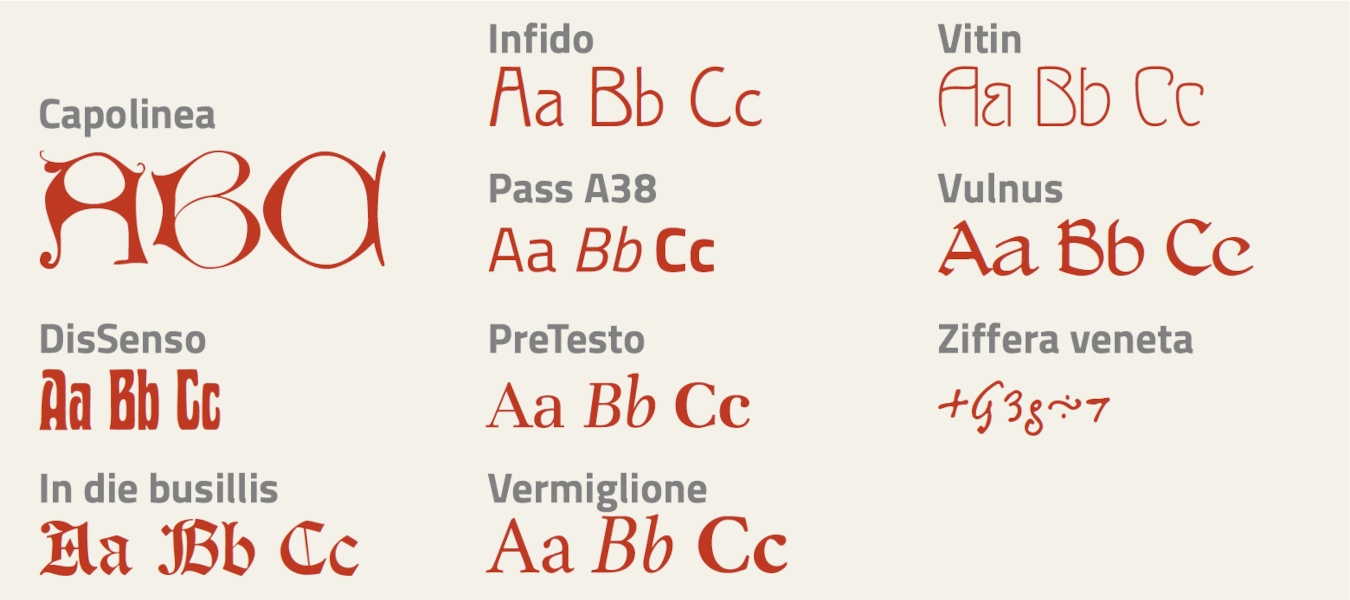 Capolinea
ABC
DisSenso
Aa Bb Cc
In die busillis
Aa Bb Cc
Infido
Aa Bb Cc
Pass A38
Aa Bb Cc
PreTesto
Aa Bb Cc
Vermiglione
Aa Bb Cc
Vitin
Aa Bb Cc
Vulnus
Aa Bb Cc
Ziffera veneta